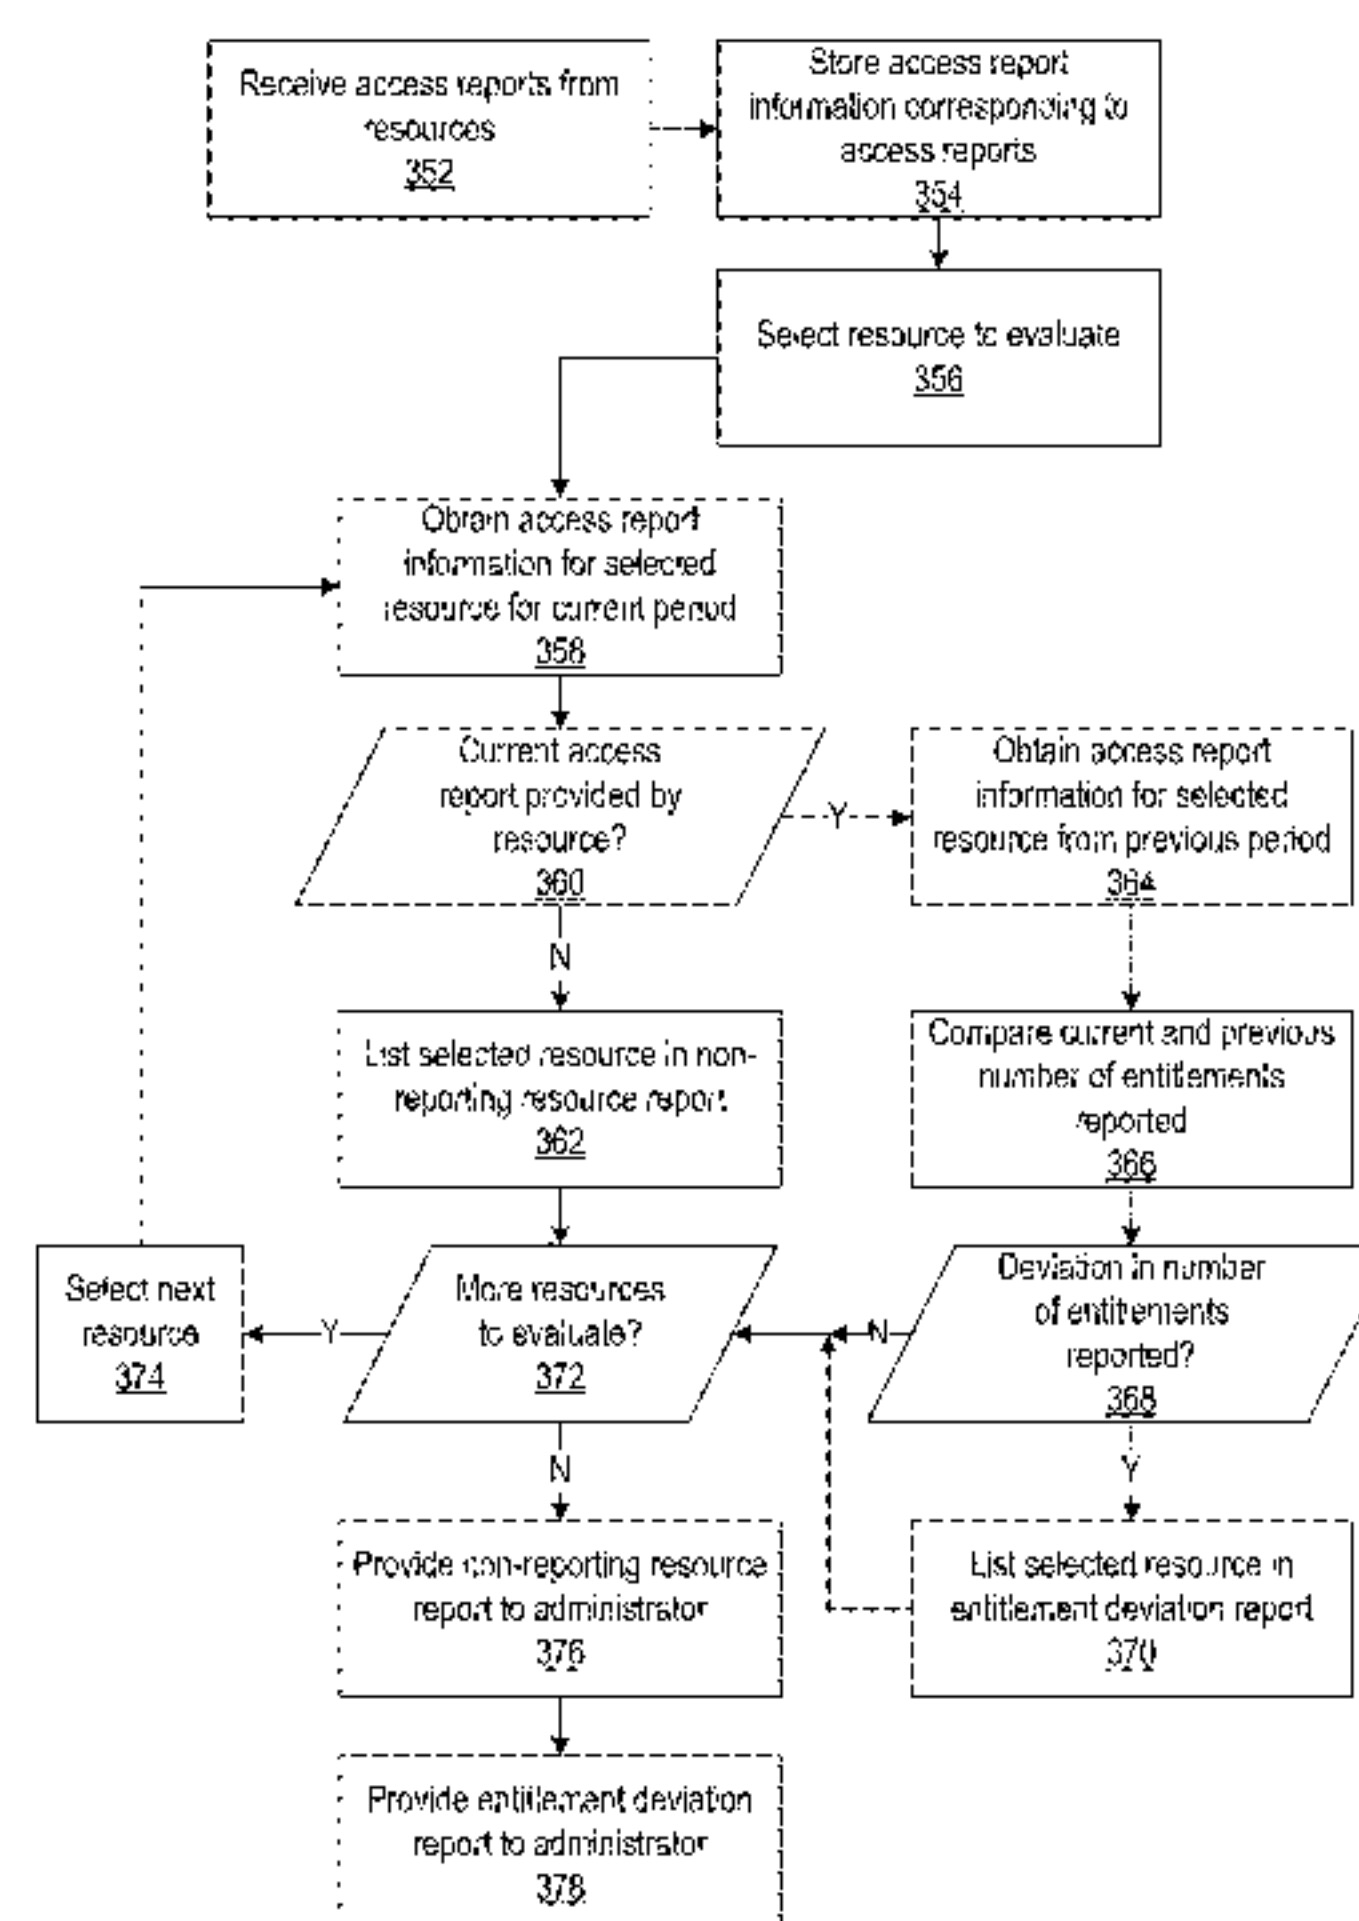 Receive access reports from
resources
352
Store access report
information corresponding to
access reports
354
Select resource to evaluate
356
Obtain access report
information for selected
resource for current period
358
Current access
report provided by
resource?
360
Y
Obtain access report
information for selected
resource from previous period
364
N
List selected resource in non-
reporting resource report
362
Compare current and previous
number of entitlements
reported
366
Select next
resource
374
Y
More resources
to evaluate?
372
N
Deviation in number
of entitlements
reported?
368
N
Y
Provide non-reporting resource
report to administrator
376
List selected resource in
entitlement deviation report
370
Provide entitlement deviation
report to administrator
378